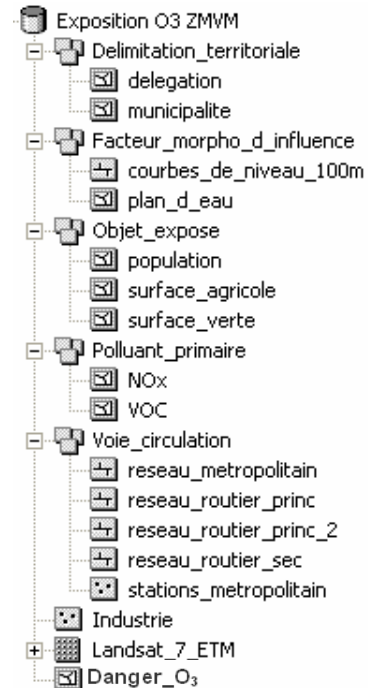 Exposition O3 ZMVM
Delimitation_territoriale
delegation
municipalite
Facteur_morpho_d_influence
courbes_de_niveau_100m
plan_d_eau
Objet_expose
population
surface_agricole
surface_verte
Polluant_primaire
NOx
VOC
Voie_circulation
reseau_metropolitain
reseau_routier_princ
reseau_routier_princ_2
reseau_routier_sec
stations_metropolitain
Industrie
Landsat_7_ETM
Danger_O₃